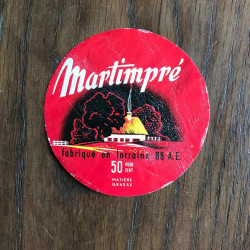 Martimpré
fabriqué en lorraine 88 A.E.
50 POUR CENT
MATIÈRE
GRASSE